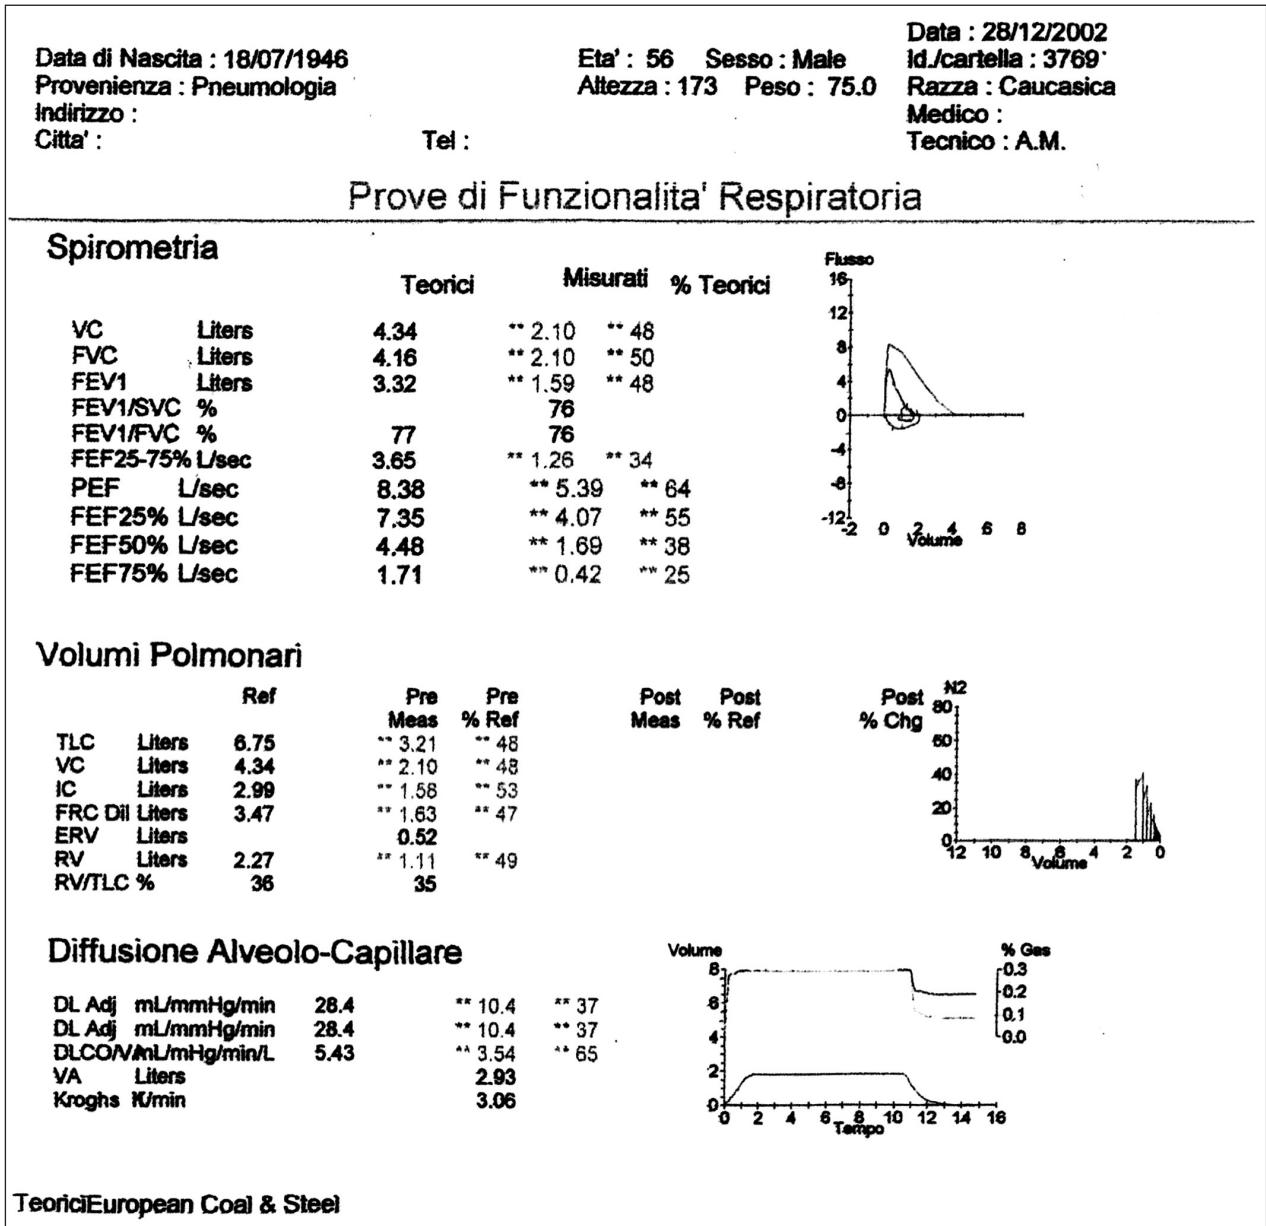 Data : 28/12/2002
Data di Nascita : 18/07/1946 Eta' : 56 Sesso : Male Id./cartella : 3769
Provenienza : Pneumologia Altezza : 173 Peso : 75.0 Razza : Caucasica
Indirizzo : Medico :
Citta' : Tel : Tecnico : A.M.
Prove di Funzionalita' Respiratoria
Spirometria
Teorici Misurati % Teorici
VC Liters 4.34 ** 2.10 ** 48
FVC Liters 4.16 ** 2.10 ** 50
FEV1 Liters 3.32 ** 1.59 ** 48
FEV1/SVC % 76
FEV1/FVC % 77 76
FEF25-75% L/sec 3.65 ** 1.26 ** 34
PEF L/sec 8.38 ** 5.39 ** 64
FEF25% L/sec 7.35 ** 4.07 ** 55
FEF50% L/sec 4.48 ** 1.69 ** 38
FEF75% L/sec 1.71 ** 0.42 ** 25
Flusso
16
12
8
4
0
-4
-8
-12
-2 0 2 4 6 8
Volume
Volumi Polmonari
Ref Pre Pre Post Post Post
Meas % Ref Meas % Ref % Chg
TLC Liters 6.75 ** 3.21 ** 48
VC Liters 4.34 ** 2.10 ** 48
IC Liters 2.99 ** 1.58 ** 53
FRC Dil Liters 3.47 ** 1.63 ** 47
ERV Liters 0.52
RV Liters 2.27 ** 1.11 ** 49
RV/TLC % 36 35
N2
80
60
40
20
0
12 10 8 6 4 2 0
Volume
Diffusione Alveolo-Capillare
DL Adj mL/mmHg/min 28.4 ** 10.4 ** 37
DL Adj mL/mmHg/min 28.4 ** 10.4 ** 37
DLCO/VAmL/mHg/min/L 5.43 ** 3.54 ** 65
VA Liters 2.93
Kroghs K/min 3.06
Volume % Gas
8
6
4
2
0
0.3
0.2
0.1
0.0
0 2 4 6 8 10 12 14 16
Tempo
TeoriciEuropean Coal & Steel